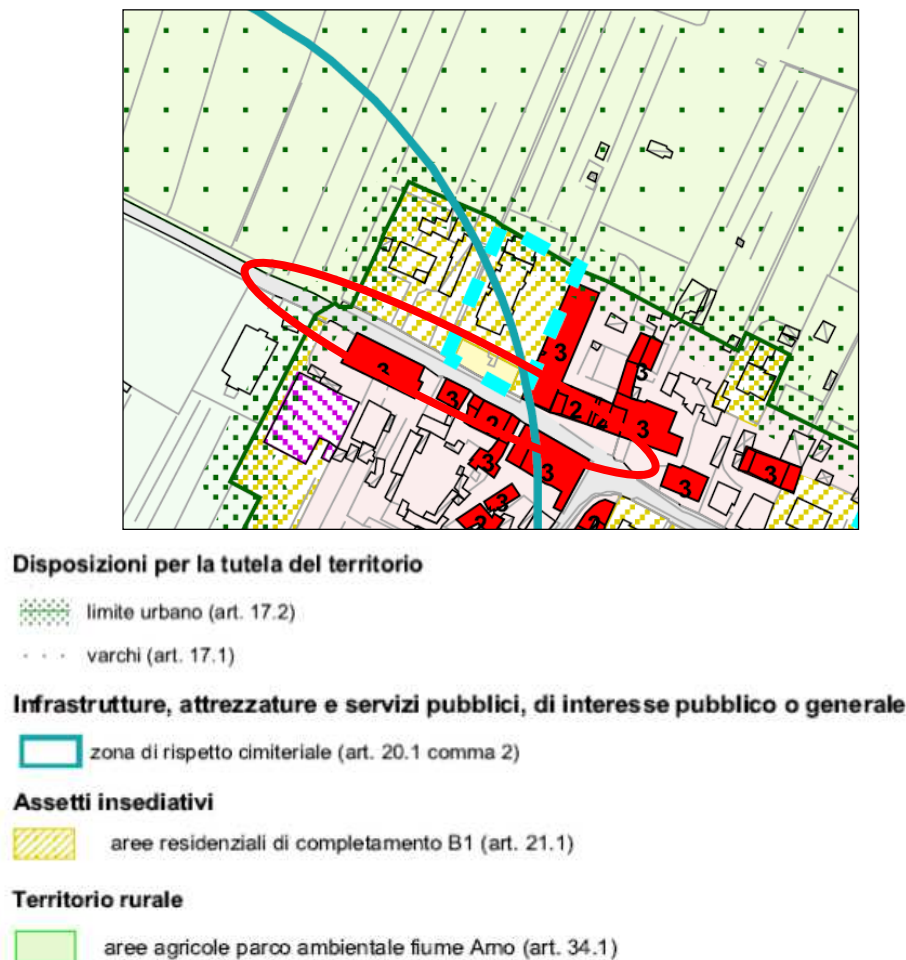 3
3
3
3
2
2
3
3
3
3
3
3
3
2
2
Disposizioni per la tutela del territorio
limite urbano (art. 17.2)
varchi (art. 17.1)
Infrastrutture, attrezzature e servizi pubblici, di interesse pubblico o generale
zona di rispetto cimiteriale (art. 20.1 comma 2)
Assetti insediativi
aree residenziali di completamento B1 (art. 21.1)
Territorio rurale
aree agricole parco ambientale fiume Arno (art. 34.1)